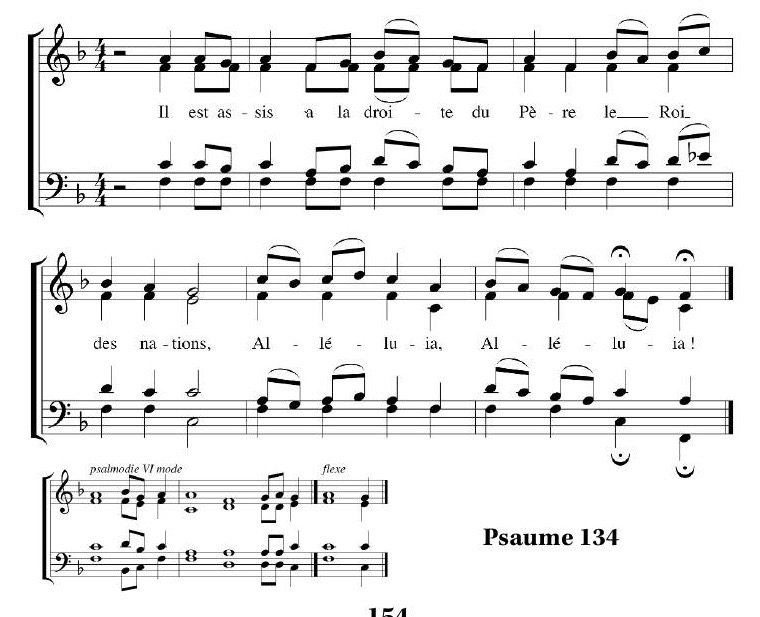 Il est as - sis a la droi - te du Pè - re le Roi
des na - tions, Al - lé - lu - ia, Al - lé - lu - ia !
psalmodie VI mode flexe
Psaume 134
154